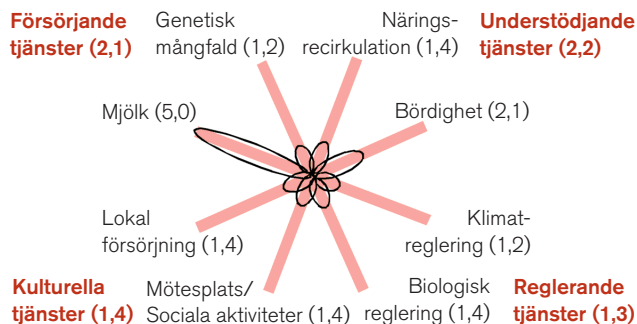 Försörjande
tjänster (2,1)
Genetisk
mångfald (1,2)
Närings-
recirkulation (1,4)
Understödjande
tjänster (2,2)
Mjölk (5,0)
Bördighet (2,1)
Lokal
försörjning (1,4)
Klimat-
reglering (1,2)
Kulturella
tjänster (1,4)
Mötesplats/
Sociala aktiviteter (1,4)
Biologisk
reglering (1,4)
Reglerande
tjänster (1,3)